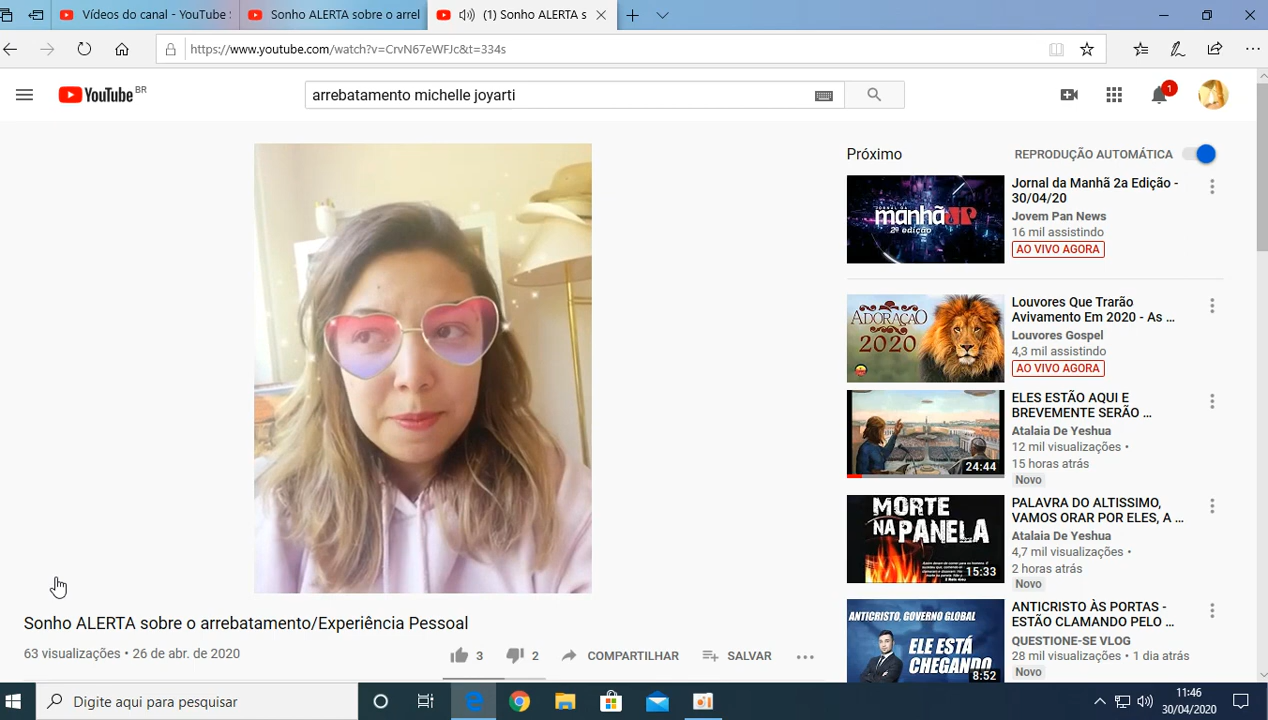 Vídeos do canal - YouTube
Sonho ALERTA sobre o arrel
(1) Sonho ALERTA s
https://www.youtube.com/watch?v=CrvN67eWFJc&t=334s
YouTube BR
arrebatamento michelle joyarti
1
Próximo
REPRODUÇÃO AUTOMÁTICA
manhã JP
2ª edição
Jornal da Manhã 2a Edição -
30/04/20
Jovem Pan News
16 mil assistindo
AO VIVO AGORA
ADORAÇÃO
2020
Louvores Que Trarão
Avivamento Em 2020 - As ...
Louvores Gospel
4,3 mil assistindo
AO VIVO AGORA
24:44
ELES ESTÃO AQUI E
BREVEMENTE SERÃO ...
Atalaia De Yeshua
12 mil visualizações •
15 horas atrás
Novo
MORTE
NA PANELA
15:33
PALAVRA DO ALTISSIMO,
VAMOS ORAR POR ELES, A ...
Atalaia De Yeshua
4,7 mil visualizações •
2 horas atrás
Novo
ANTICRISTO, GOVERNO GLOBAL
ELE ESTÁ
CHEGANDO
8:52
ANTICRISTO ÀS PORTAS -
ESTÃO CLAMANDO PELO ...
QUESTIONE-SE VLOG
28 mil visualizações • 1 dia atrás
Novo
Sonho ALERTA sobre o arrebatamento/Experiência Pessoal
63 visualizações • 26 de abr. de 2020
3
2
COMPARTILHAR
SALVAR
Digite aqui para pesquisar
11:46
30/04/2020